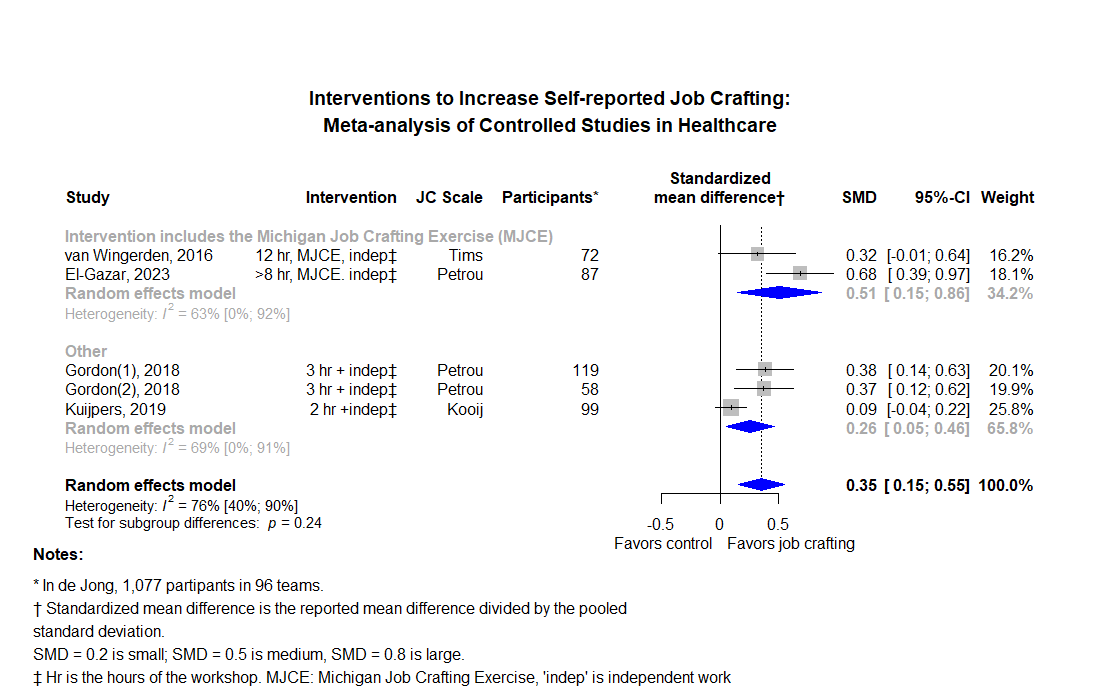 Interventions to Increase Self-reported Job Crafting:
Meta-analysis of Controlled Studies in Healthcare
Standardized
Study Intervention JC Scale Participants* mean difference† SMD 95%-CI Weight
Intervention includes the Michigan Job Crafting Exercise (MJCE)
van Wingerden, 2016 12 hr, MJCE, indep‡ Tims 72 0.32 [-0.01; 0.64] 16.2%
El-Gazar, 2023 >8 hr, MJCE. indep‡ Petrou 87 0.68 [ 0.39; 0.97] 18.1%
Random effects model 0.51 [ 0.15; 0.86] 34.2%
Heterogeneity: I² = 63% [0%; 92%]
Other
Gordon(1), 2018 3 hr + indep‡ Petrou 119 0.38 [ 0.14; 0.63] 20.1%
Gordon(2), 2018 3 hr + indep‡ Petrou 58 0.37 [ 0.12; 0.62] 19.9%
Kuijpers, 2019 2 hr +indep‡ Kooij 99 0.09 [-0.04; 0.22] 25.8%
Random effects model 0.26 [ 0.05; 0.46] 65.8%
Heterogeneity: I² = 69% [0%; 91%]
Random effects model 0.35 [ 0.15; 0.55] 100.0%
Heterogeneity: I² = 76% [40%; 90%]
Test for subgroup differences: p = 0.24
-0.5 0 0.5
Favors control Favors job crafting
Notes:
* In de Jong, 1,077 partipants in 96 teams.
† Standardized mean difference is the reported mean difference divided by the pooled
standard deviation.
SMD = 0.2 is small; SMD = 0.5 is medium, SMD = 0.8 is large.
‡ Hr is the hours of the workshop. MJCE: Michigan Job Crafting Exercise, 'indep' is independent work